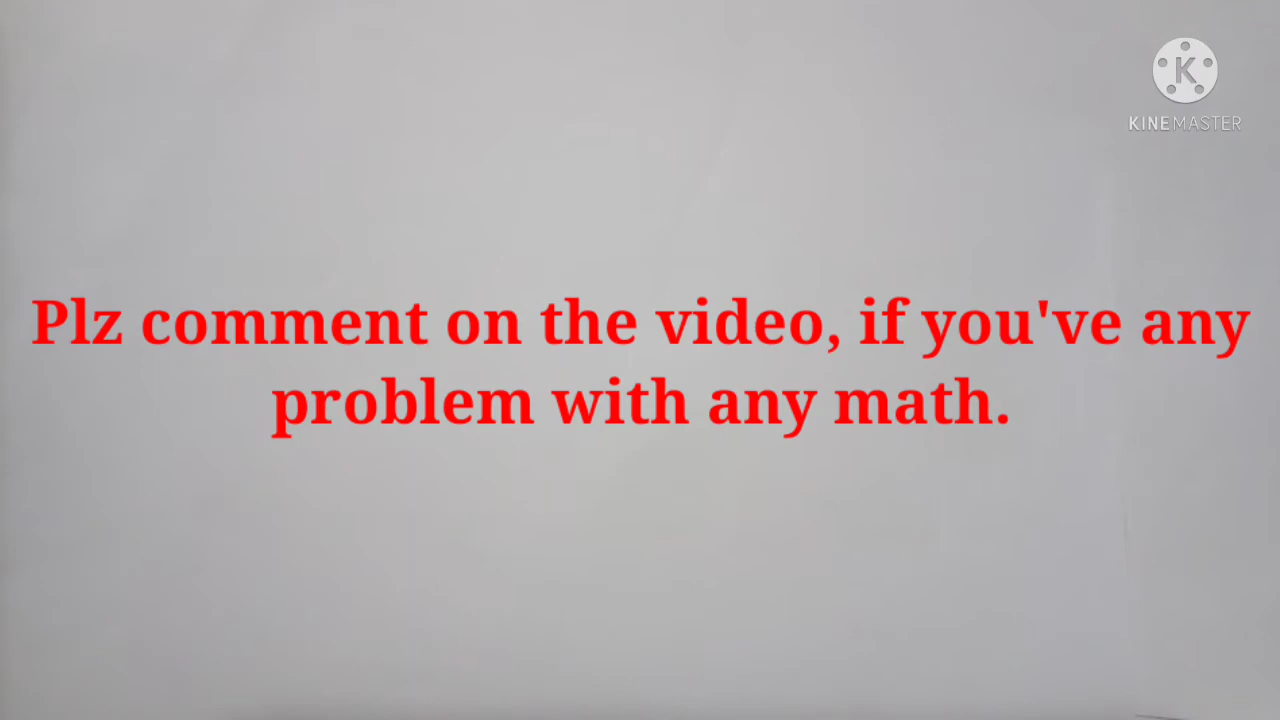 K
KINEMASTER
Plz comment on the video, if you've any
problem with any math.